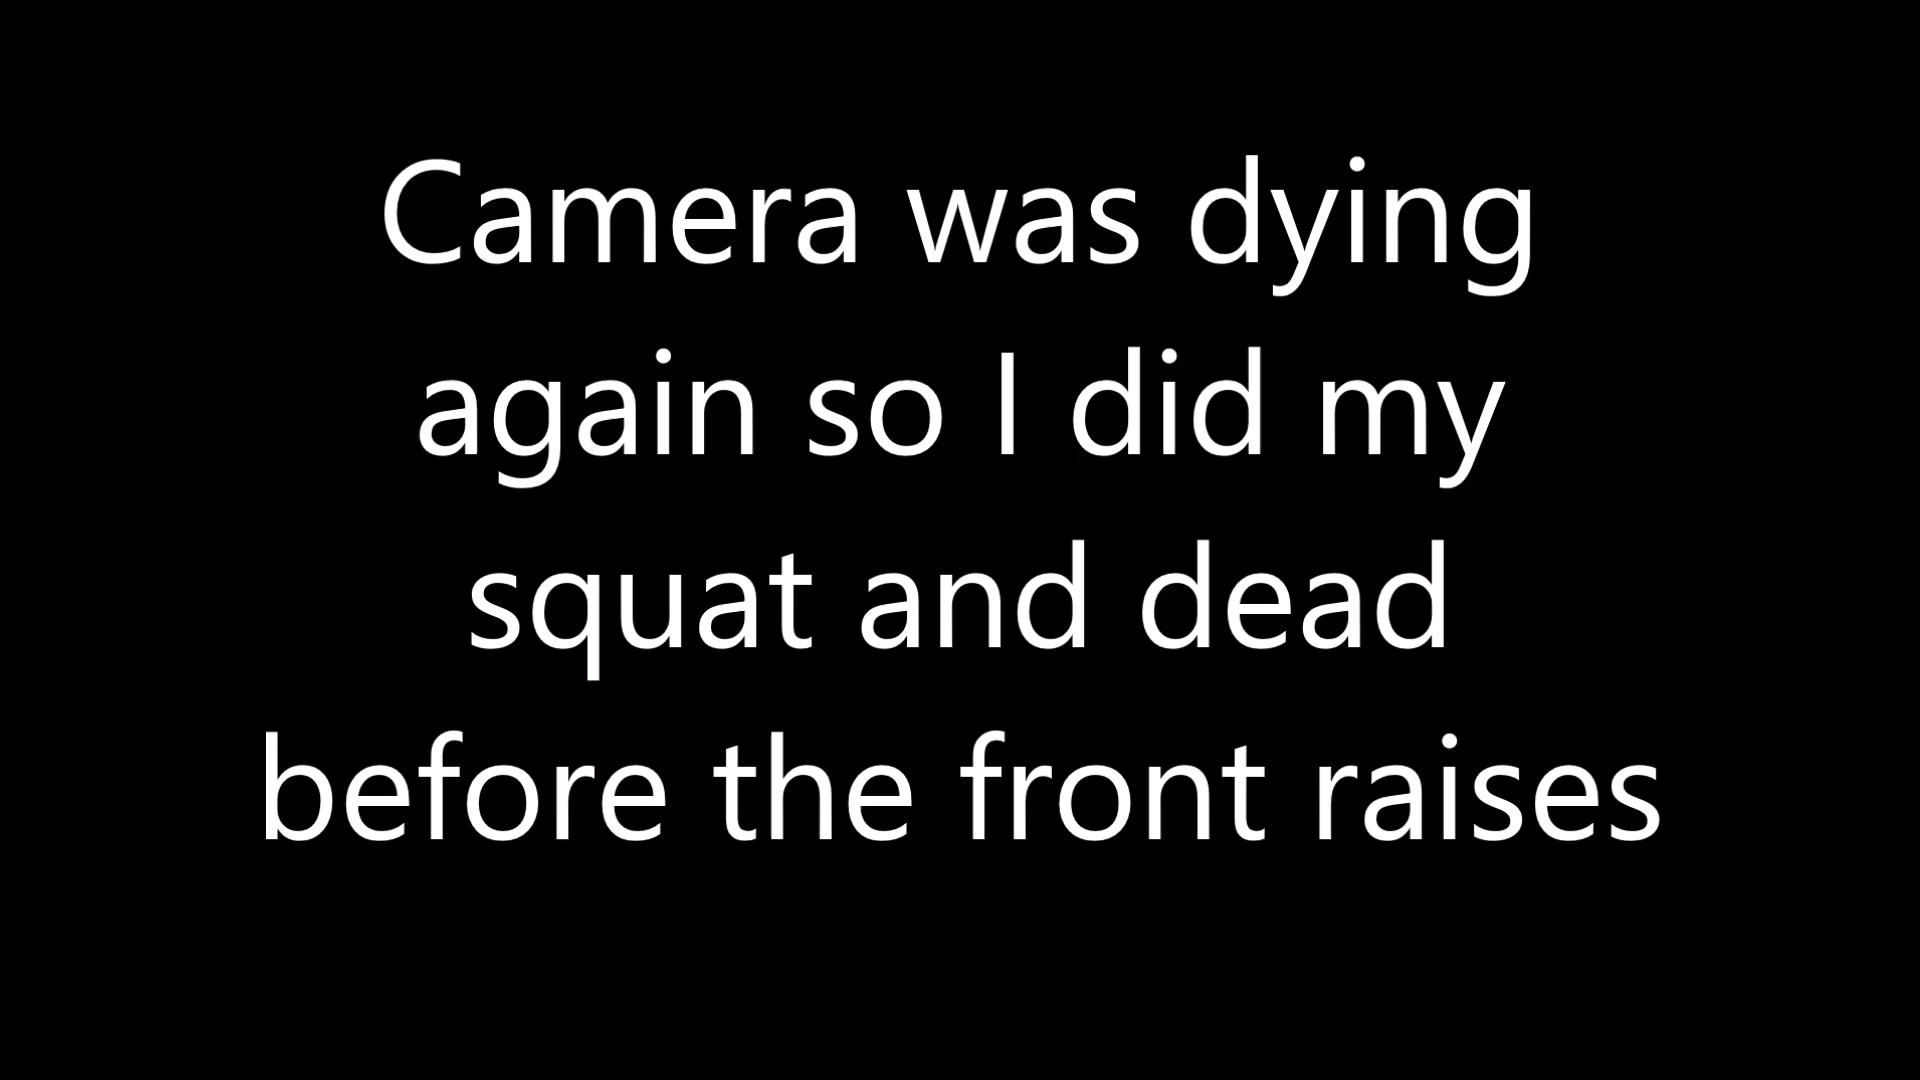 Camera was dying
again so I did my
squat and dead
before the front raises